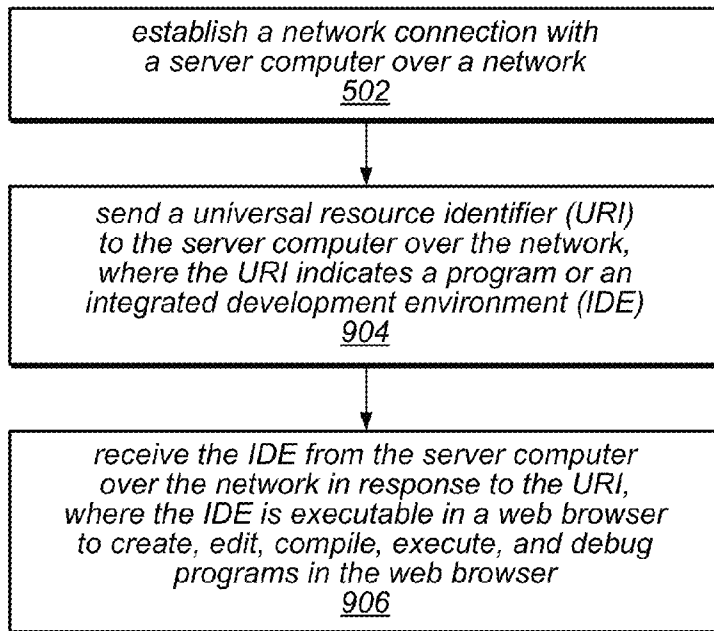 establish a network connection with
a server computer over a network
502
send a universal resource identifier (URI)
to the server computer over the network,
where the URI indicates a program or an
integrated development environment (IDE)
904
receive the IDE from the server computer
over the network in response to the URI,
where the IDE is executable in a web browser
to create, edit, compile, execute, and debug
programs in the web browser
906